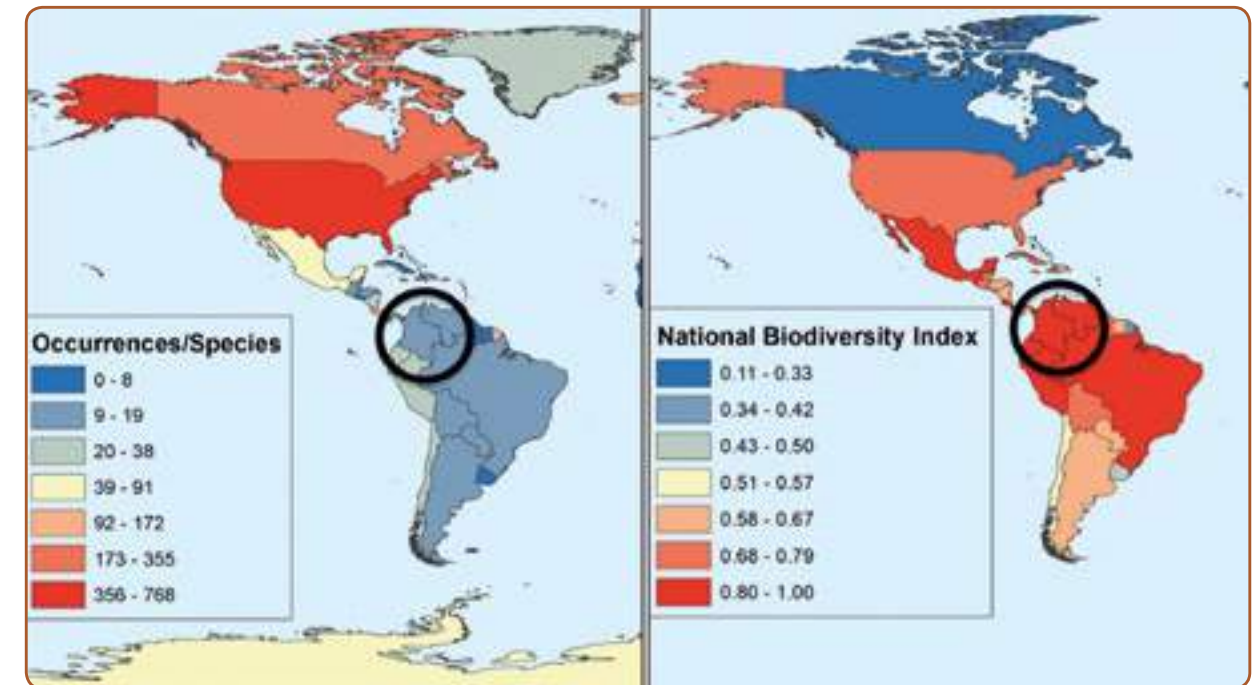 Occurrences/Species
0 - 8
9 - 19
20 - 38
39 - 91
92 - 172
173 - 355
356 - 768
National Biodiversity Index
0.11 - 0.33
0.34 - 0.42
0.43 - 0.50
0.51 - 0.57
0.58 - 0.67
0.68 - 0.79
0.80 - 1.00